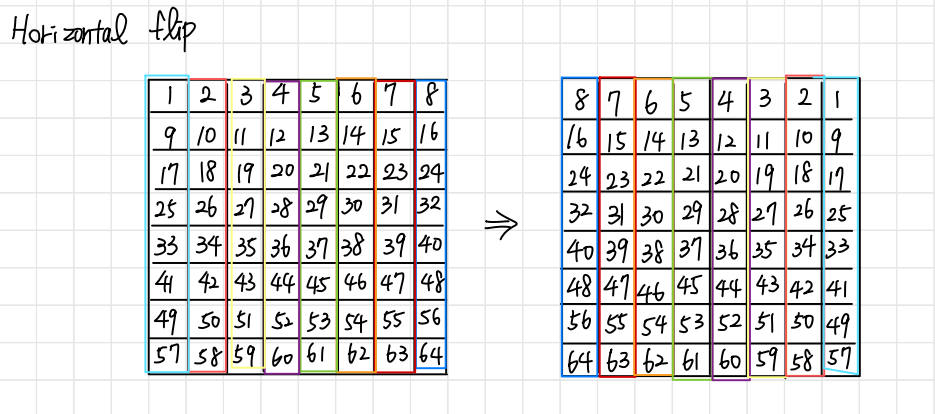 Horizontal flip
1 2 3 4 5 6 7 8
9 10 11 12 13 14 15 16
17 18 19 20 21 22 23 24
25 26 27 28 29 30 31 32
33 34 35 36 37 38 39 40
41 42 43 44 45 46 47 48
49 50 51 52 53 54 55 56
57 58 59 60 61 62 63 64
⇒
8 7 6 5 4 3 2 1
16 15 14 13 12 11 10 9
24 23 22 21 20 19 18 17
32 31 30 29 28 27 26 25
40 39 38 37 36 35 34 33
48 47 46 45 44 43 42 41
56 55 54 53 52 51 50 49
64 63 62 61 60 59 58 57